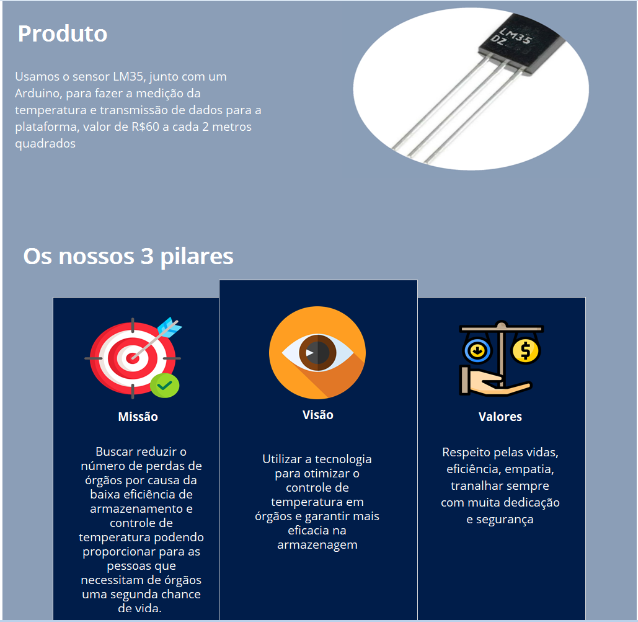 Produto
LM35
DZ
Usamos o sensor LM35, junto com um
Arduino, para fazer a medição da
temperatura e transmissão de dados para a
plataforma, valor de R$60 a cada 2 metros
quadrados
Os nossos 3 pilares
$
Missão
Buscar reduzir o
número de perdas de
órgãos por causa da
baixa eficiência de
armazenamento e
controle de
temperatura podendo
proporcionar para as
pessoas que
necessitam de órgãos
uma segunda chance
de vida.
Visão
Utilizar a tecnologia
para otimizar o
controle de
temperatura em
órgãos e garantir mais
eficacia na
armazenagem
Valores
Respeito pelas vidas,
eficiência, empatia,
tranalhar sempre
com muita dedicação
e segurança